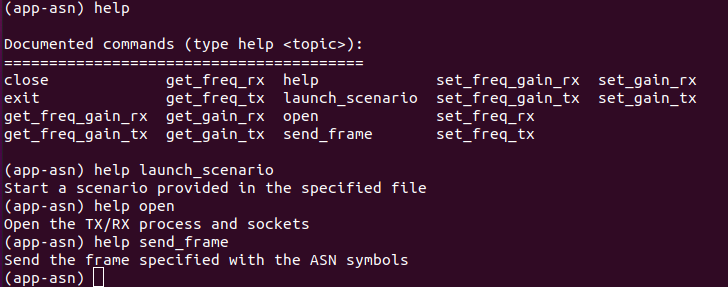 (app-asn) help
Documented commands (type help <topic>):
========================================
close get_freq_rx help set_freq_gain_rx set_gain_rx
exit get_freq_tx launch_scenario set_freq_gain_tx set_gain_tx
get_freq_gain_rx get_gain_rx open set_freq_rx
get_freq_gain_tx get_gain_tx send_frame set_freq_tx
(app-asn) help launch_scenario
Start a scenario provided in the specified file
(app-asn) help open
Open the TX/RX process and sockets
(app-asn) help send_frame
Send the frame specified with the ASN symbols
(app-asn)